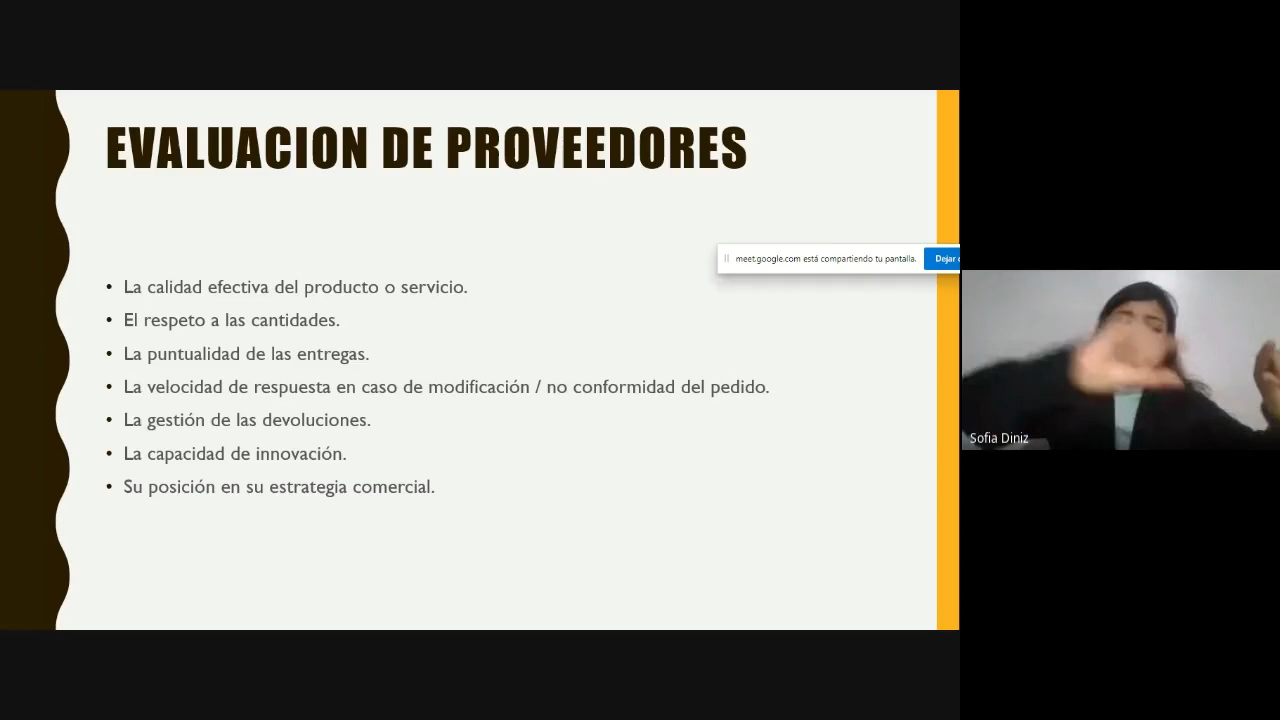 EVALUACION DE PROVEEDORES
meet.google.com está compartiendo tu pantalla.
Dejar
• La calidad efectiva del producto o servicio.
• El respeto a las cantidades.
• La puntualidad de las entregas.
• La velocidad de respuesta en caso de modificación / no conformidad del pedido.
• La gestión de las devoluciones.
• La capacidad de innovación.
• Su posición en su estrategia comercial.
Sofia Diniz